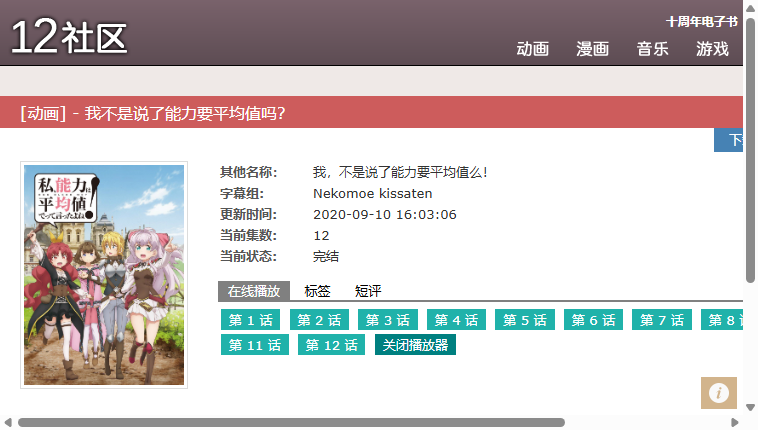 12社区
十周年电子书
动画 漫画 音乐 游戏
[动画] - 我不是说了能力要平均值吗?
其他名称: 我，不是说了能力要平均值么!
字幕组: Nekomoe kissaten
更新时间: 2020-09-10 16:03:06
当前集数: 12
当前状态: 完结
私、能力は
平均値
でって言ったよね!
在线播放 标签 短评
第 1 话 第 2 话 第 3 话 第 4 话 第 5 话 第 6 话 第 7 话 第 8
第 11 话 第 12 话 关闭播放器
i